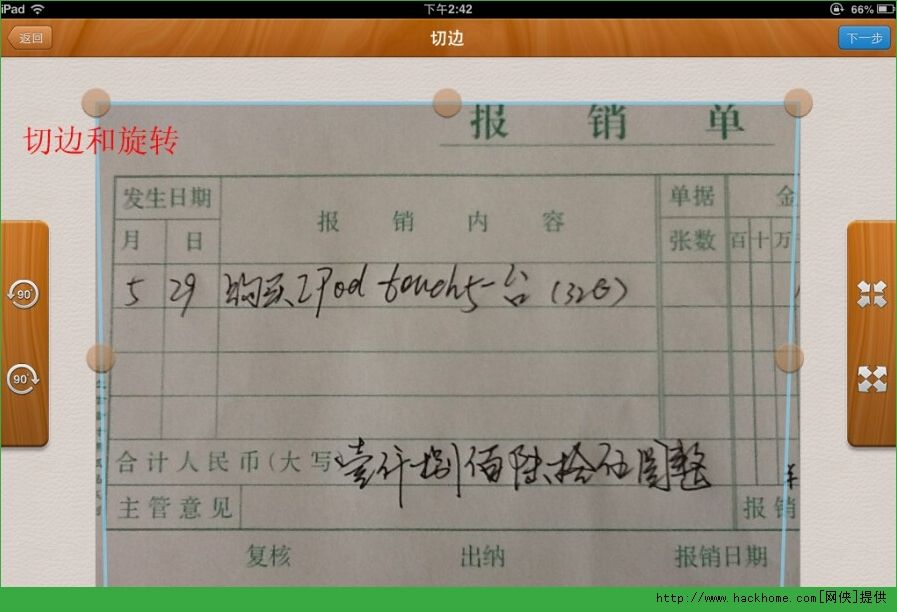 iPad 下午2:42 66%
返回 切边 下一步
切边和旋转
报销单
发生日期 报销内容 单据 金
月 日 张数 百十万
5 29 购买IPod touch5一台(32G)
90°
90°
合计人民币(大写 壹仟捌佰陆拾伍圆整
主管意见 报销
复核 出纳 报销日期
http://www.hackhome.com[网侠]提供